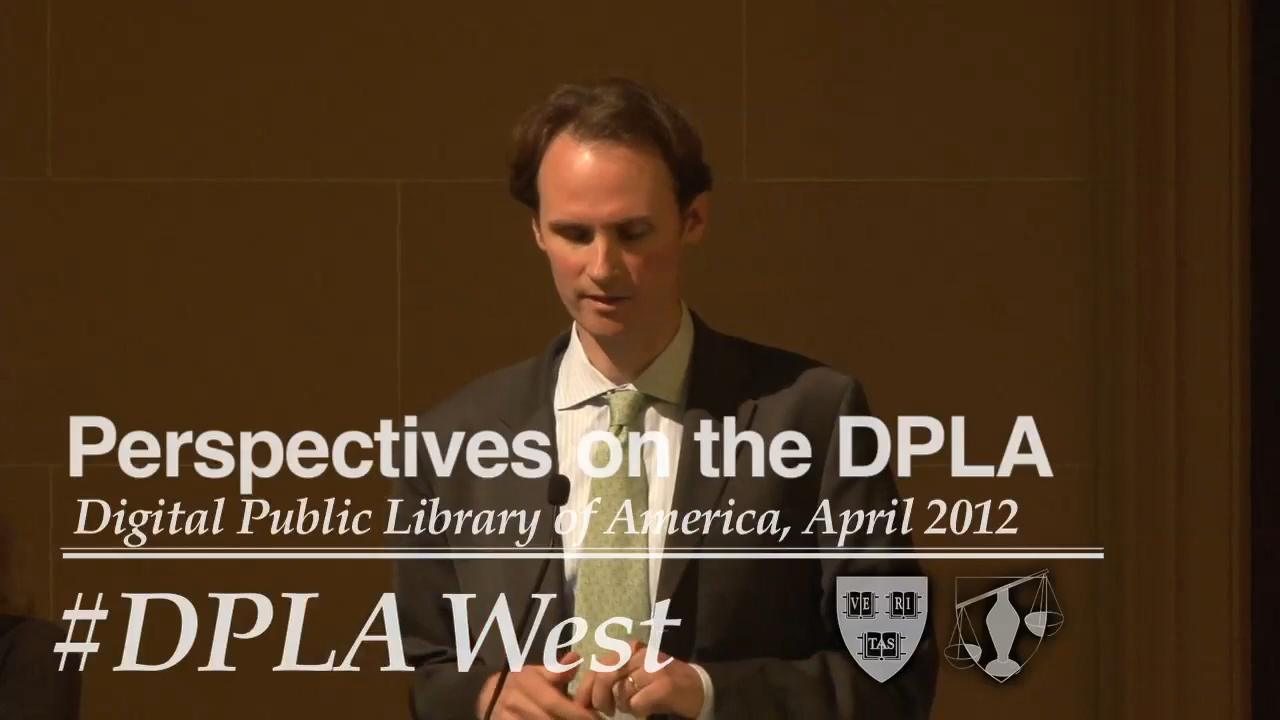 Perspectives on the DPLA
Digital Public Library of America, April 2012
#DPLA West
VE RI
TAS